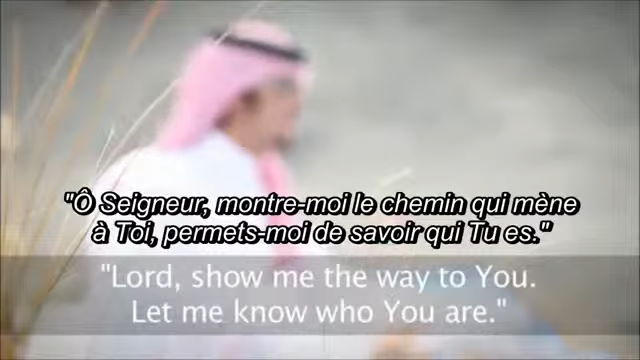 "Ô Seigneur, montre-moi le chemin qui mène
à Toi, permets-moi de savoir qui Tu es."
"Lord, show me the way to You.
Let me know who You are."